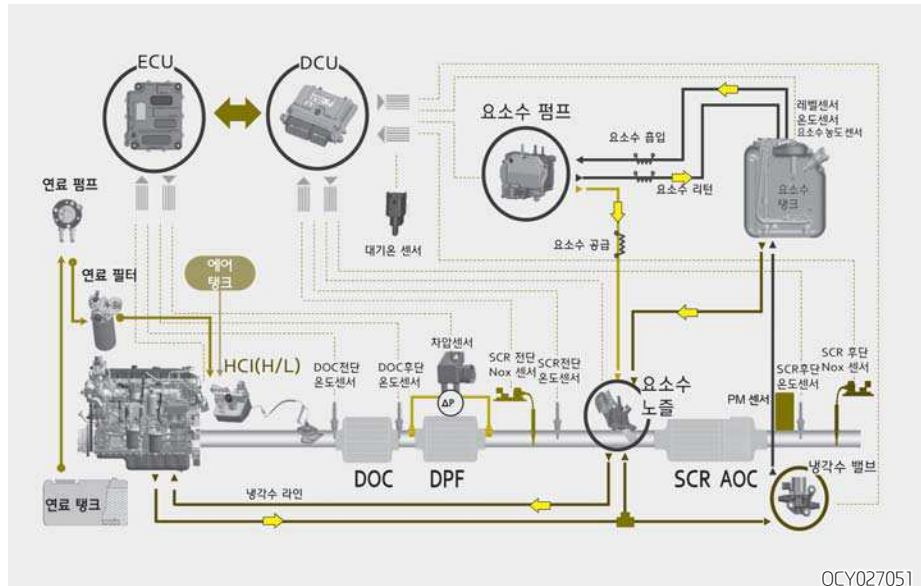 ECU
DCU
요소수 펌프
요소수 흡입
레벨센서
온도센서
요소수 농도 센서
연료 펌프
요소수 리턴
요소수
탱크
대기온 센서
요소수 공급
에어
탱크
연료 필터
HCI(H/L)
DOC전단
온도센서
DOC후단
온도센서
차압센서
ΔP
SCR 전단
Nox 센서
SCR전단
온도센서
요소수
노즐
PM 센서
SCR후단
온도센서
SCR 후단
Nox 센서
DOC
DPF
SCR AOC
냉각수 밸브
연료 탱크
냉각수 라인
OCY027051